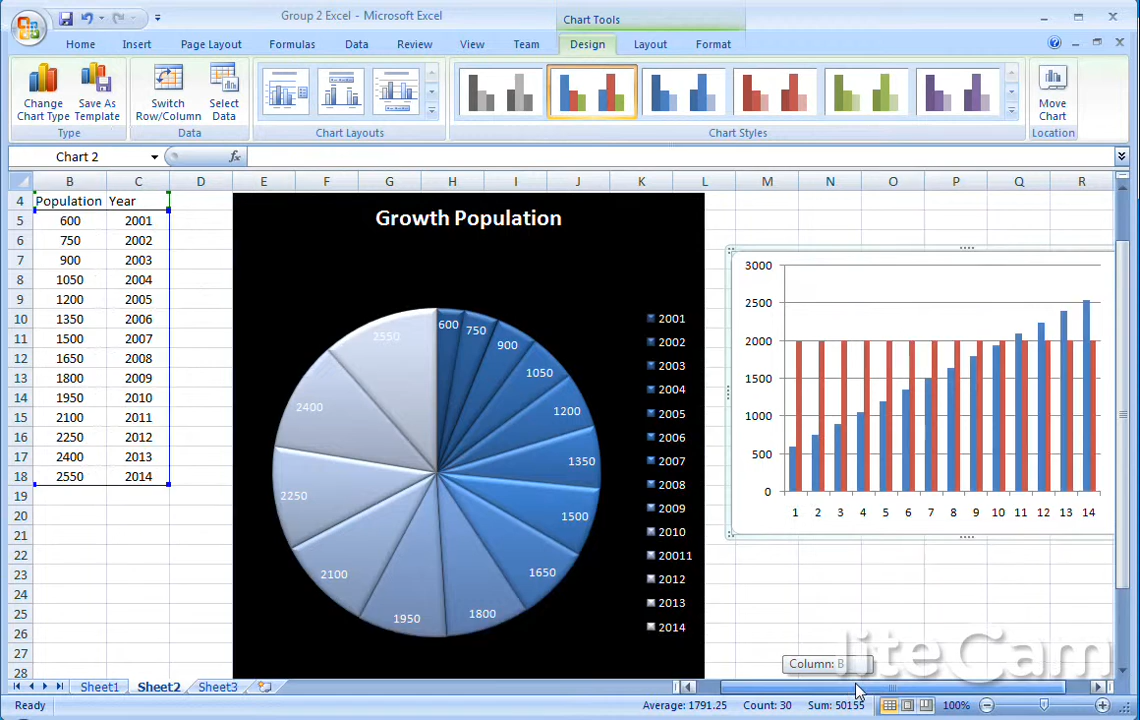 Group 2 Excel - Microsoft Excel
Chart Tools
Home Insert Page Layout Formulas Data Review View Team Design Layout Format
Change Chart Type
Save As Template
Switch Row/Column
Select Data
Move Chart
Type Data Chart Layouts Chart Styles Location
Chart 2 fx
B C D E F G H I J K L M N O P Q R
4 Population Year
5 600 2001
6 750 2002
7 900 2003
8 1050 2004
9 1200 2005
10 1350 2006
11 1500 2007
12 1650 2008
13 1800 2009
14 1950 2010
15 2100 2011
16 2250 2012
17 2400 2013
18 2550 2014
19
20
21
22
23
24
25
26
27
28
Growth Population
600
750
900
1050
1200
1350
1500
1650
1800
1950
2100
2250
2400
2550
2001
2002
2003
2004
2005
2006
2007
2008
2009
2010
20011
2012
2013
2014
3000
2500
2000
1500
1000
500
0
1 2 3 4 5 6 7 8 9 10 11 12 13 14
liteCam
Column: B
Sheet1 Sheet2 Sheet3
Ready Average: 1791.25 Count: 30 Sum: 50155 100%